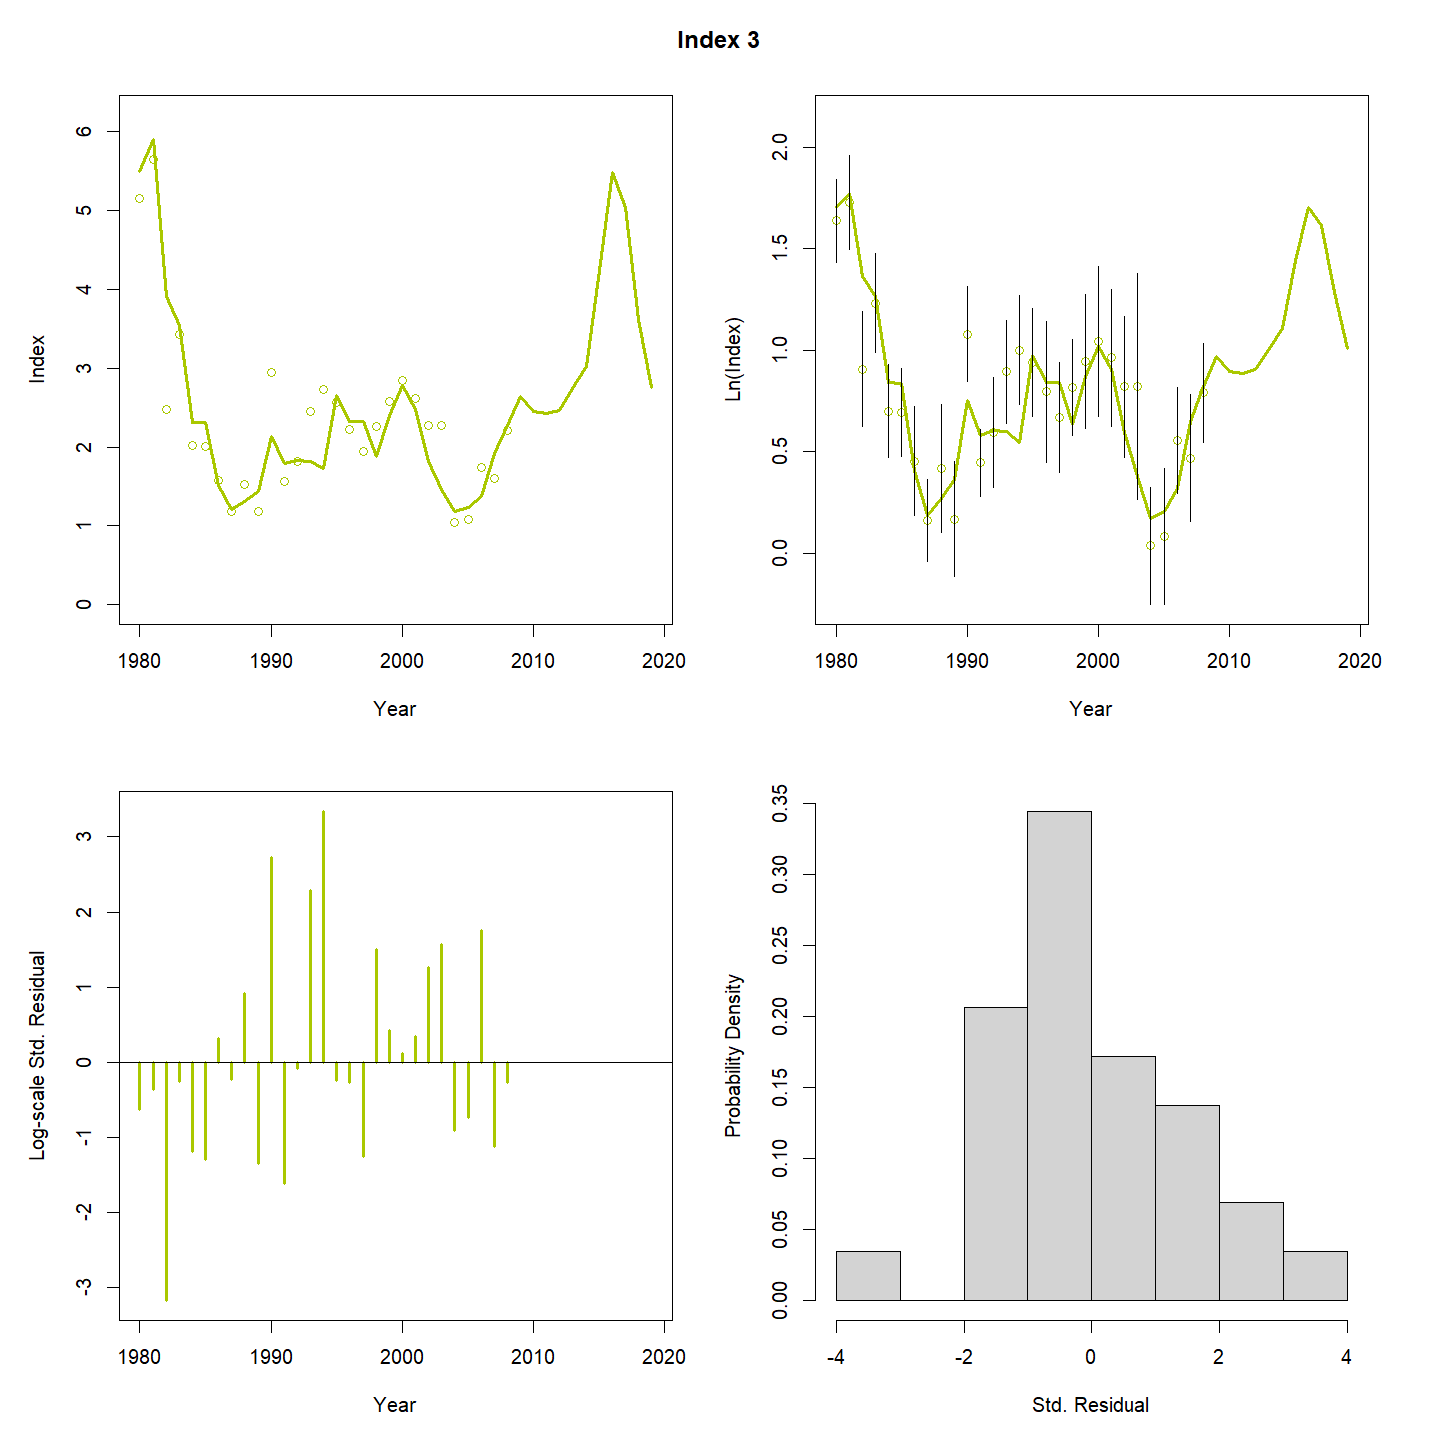 Index 3
Index
0 1 2 3 4 5 6
1980 1990 2000 2010 2020
Year
Ln(Index)
0.0 0.5 1.0 1.5 2.0
1980 1990 2000 2010 2020
Year
Log-scale Std. Residual
-3 -2 -1 0 1 2 3
1980 1990 2000 2010 2020
Year
Probability Density
0.00 0.05 0.10 0.15 0.20 0.25 0.30 0.35
-4 -2 0 2 4
Std. Residual